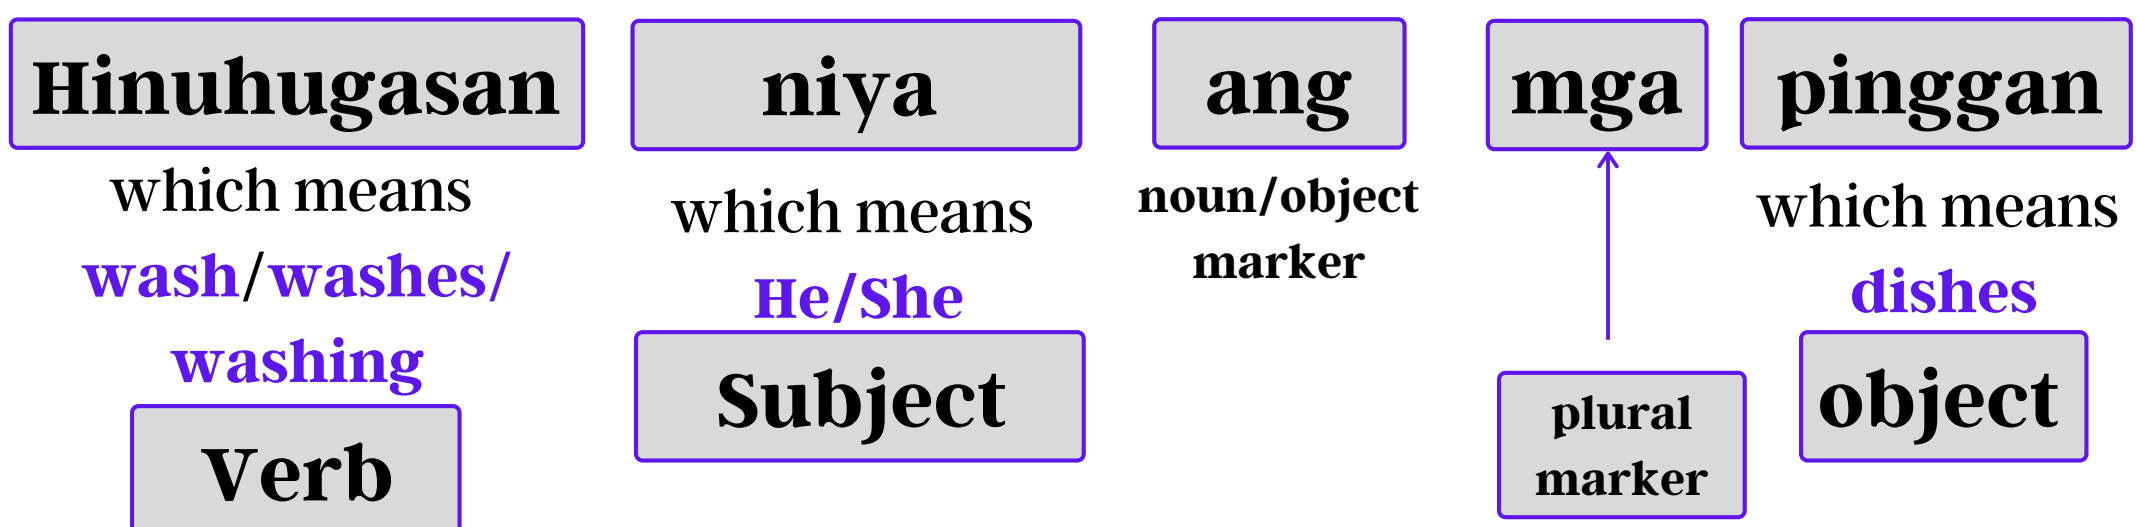 Hinuhugasan
which means
wash/washes/
washing
Verb
niya
which means
He/She
Subject
ang
noun/object
marker
mga
plural
marker
pinggan
which means
dishes
object